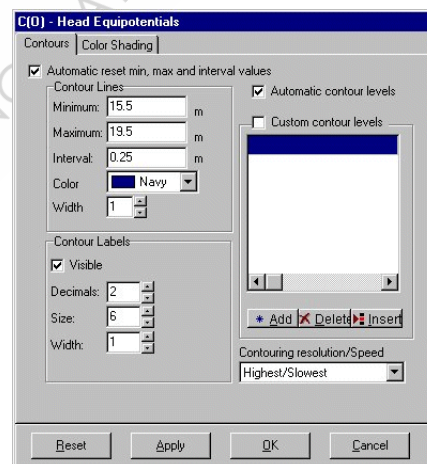 C(O) - Head Equipotentials
Contours Color Shading
Automatic reset min, max and interval values
Contour Lines
Minimum: 15.5 m
Maximum: 19.5 m
Interval: 0.25 m
Color Navy
Width 1
Contour Labels
Visible
Decimals: 2
Size: 6
Width: 1
Automatic contour levels
Custom contour levels
Add Delete Insert
Contouring resolution/Speed
Highest/Slowest
Reset Apply OK Cancel